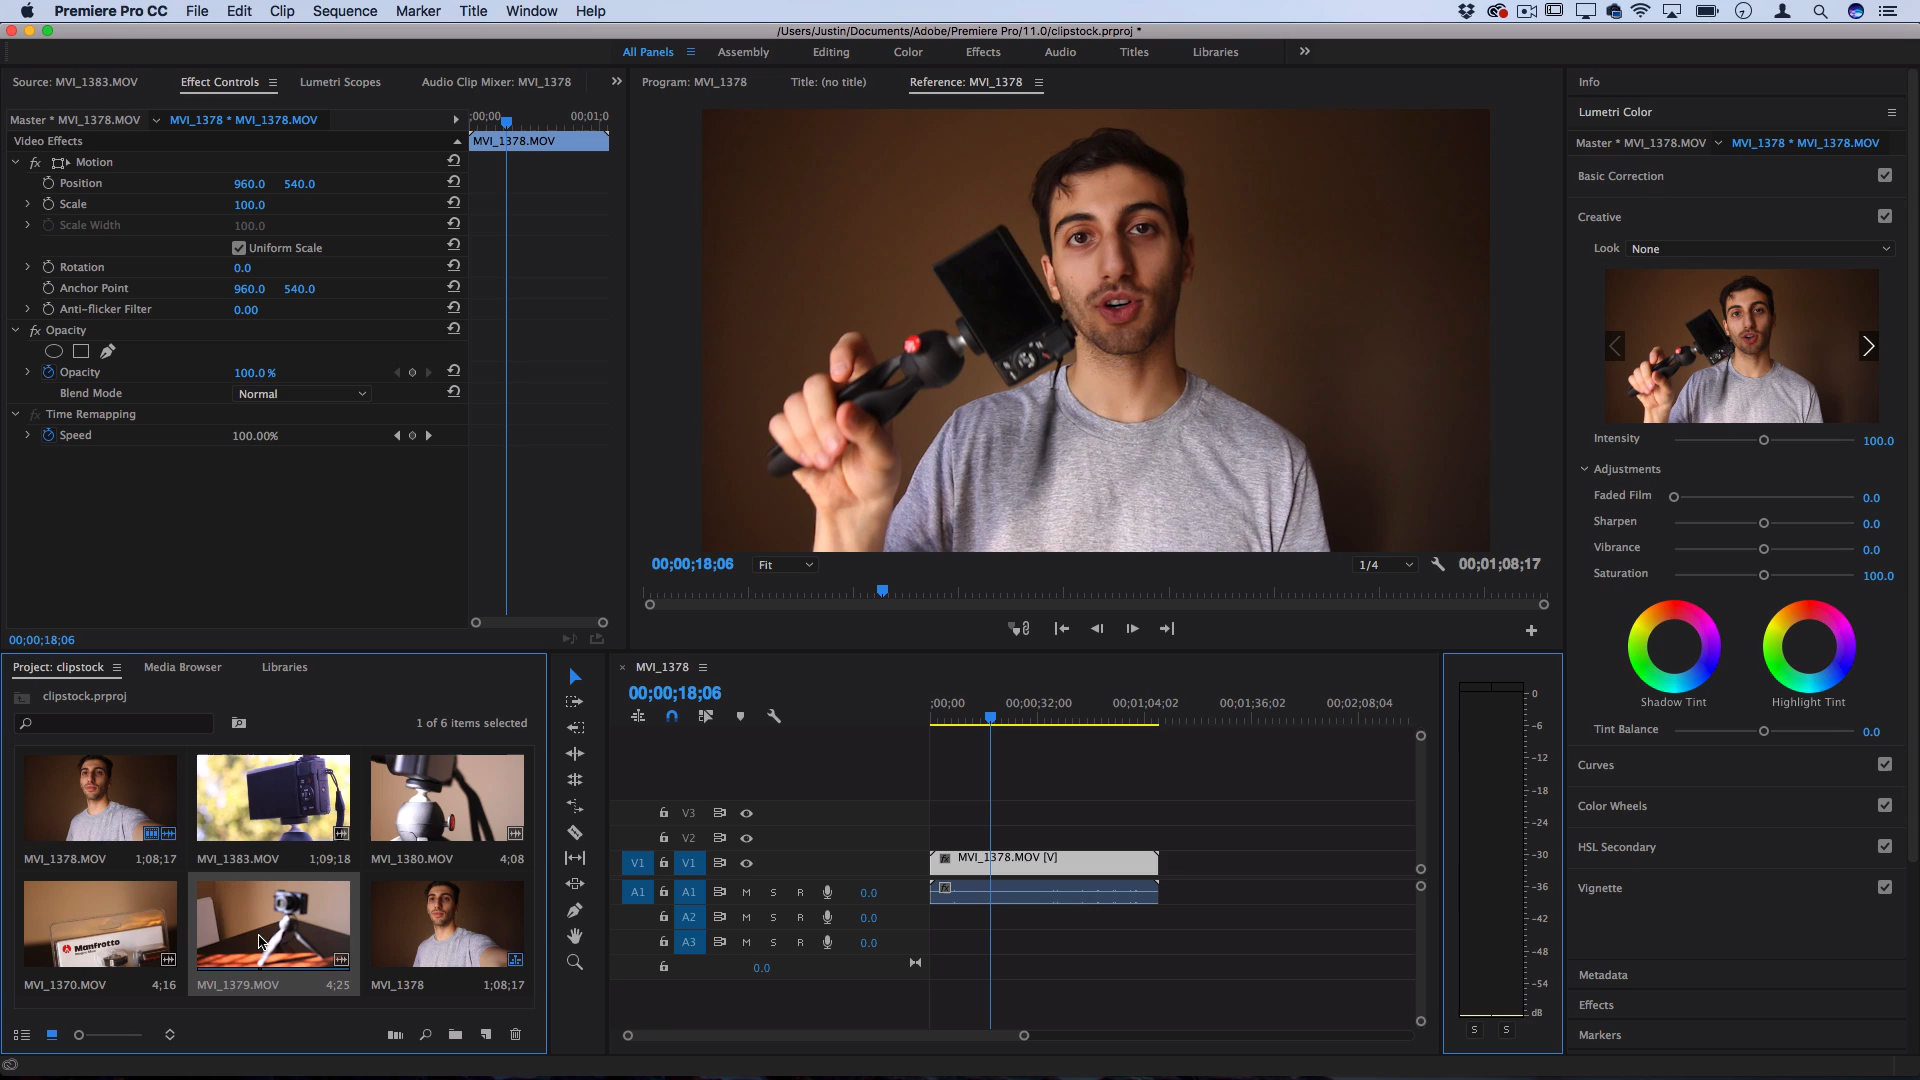 Premiere Pro CC File Edit Clip Sequence Marker Title Window Help
/Users/Justin/Documents/Adobe/Premiere Pro/11.0/clipstock.prproj *
All Panels Assembly Editing Color Effects Audio Titles Libraries
Source: MVI_1383.MOV Effect Controls Lumetri Scopes Audio Clip Mixer: MVI_1378
Master * MVI_1378.MOV MVI_1378 * MVI_1378.MOV
;00;00 00;01;0
Video Effects
MVI_1378.MOV
fx Motion
Position 960.0 540.0
Scale 100.0
Scale Width 100.0
Uniform Scale
Rotation 0.0
Anchor Point 960.0 540.0
Anti-flicker Filter 0.00
fx Opacity
Opacity 100.0 %
Blend Mode Normal
fx Time Remapping
Speed 100.00%
00;00;18;06
Program: MVI_1378 Title: (no title) Reference: MVI_1378
00;00;18;06 Fit 1/4 00;01;08;17
Info
Lumetri Color
Master * MVI_1378.MOV MVI_1378 * MVI_1378.MOV
Basic Correction
Creative
Look None
Intensity 100.0
Adjustments
Faded Film 0.0
Sharpen 0.0
Vibrance 0.0
Saturation 100.0
Shadow Tint Highlight Tint
Tint Balance 0.0
Curves
Color Wheels
HSL Secondary
Vignette
Metadata
Effects
Markers
Project: clipstock Media Browser Libraries
clipstock.prproj
1 of 6 items selected
MVI_1378.MOV 1;08;17
MVI_1383.MOV 1;09;18
MVI_1380.MOV 4;08
Manfrotto
MVI_1370.MOV 4;16
MVI_1379.MOV 4;25
MVI_1378 1;08;17
× MVI_1378
00;00;18;06
;00;00 00;00;32;00 00;01;04;02 00;01;36;02 00;02;08;04
V3
V2
V1 V1
fx MVI_1378.MOV [V]
A1 A1 M S R 0.0
fx
A2 M S R 0.0
A3 M S R 0.0
0.0
0
-6
-12
-18
-24
-30
-36
-42
-48
-54
dB
S S